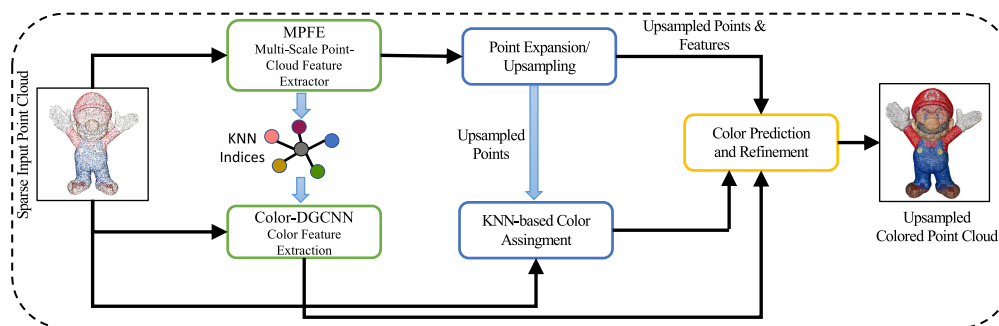 Sparse Input Point Cloud
MPFE
Multi-Scale Point-
Cloud Feature
Extractor
KNN
Indices
Color-DGCNN
Color Feature
Extraction
Point Expansion/
Upsampling
Upsampled
Points
KNN-based Color
Assingment
Upsampled Points &
Features
Color Prediction
and Refinement
Upsampled
Colored Point Cloud